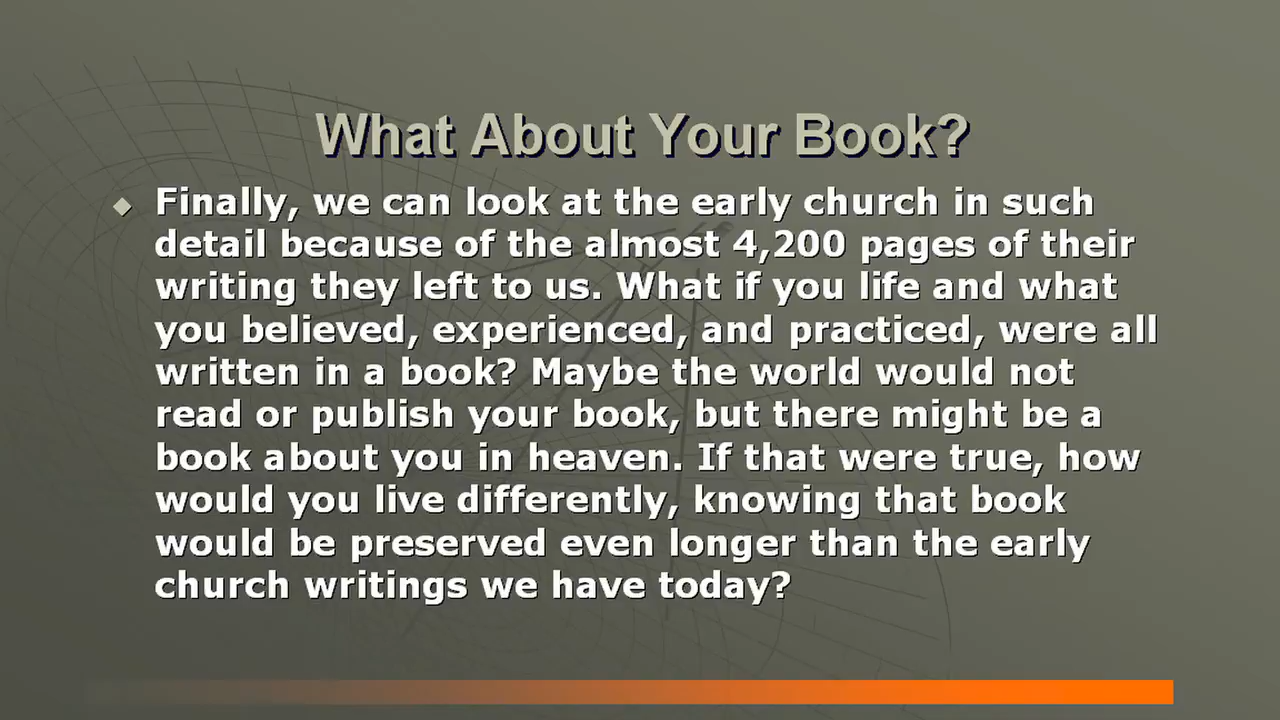 What About Your Book?
Finally, we can look at the early church in such
detail because of the almost 4,200 pages of their
writing they left to us. What if you life and what
you believed, experienced, and practiced, were all
written in a book? Maybe the world would not
read or publish your book, but there might be a
book about you in heaven. If that were true, how
would you live differently, knowing that book
would be preserved even longer than the early
church writings we have today?